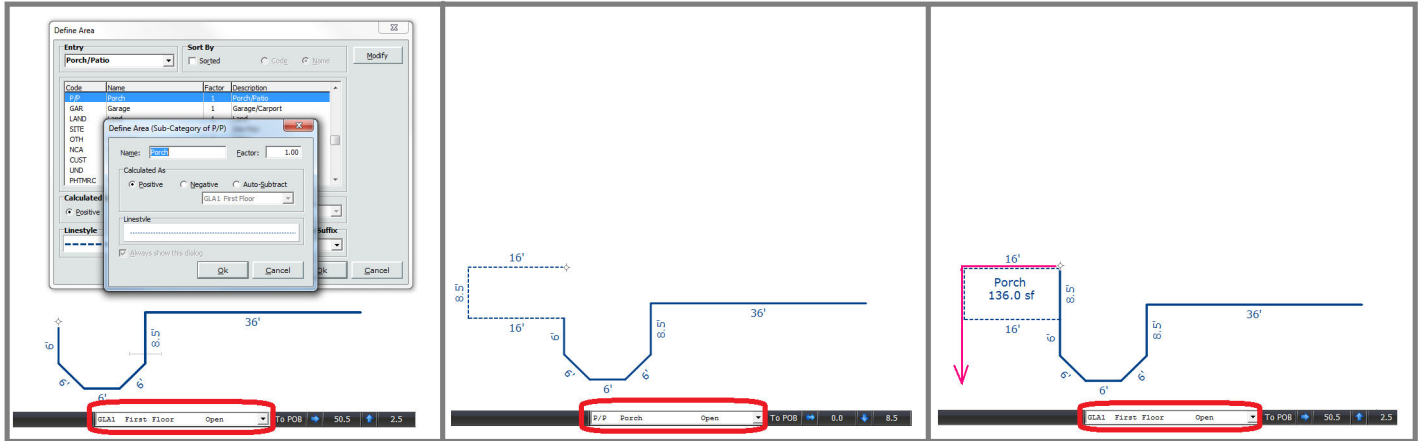 Define Area
Entry
Sort By
Porch/Patio
Sorted
Code
Name
Modify
Code Name Factor Description
P/P Porch 1 Porch/Patio
GAR Garage 1 Garage/Carport
LAND Land 1 Land
SITE
OTH
NCA
CUST
UND
PHTMRC
Calculated
Positive
Linestyle
Suffix
Ok
Cancel
Define Area (Sub-Category of P/P)
Name: Porch Factor: 1.00
Calculated As
Positive Negative Auto-Subtract
GLA1 First Floor
Linestyle
Always show this dialog
Ok Cancel
36'
6'
8.5'
6'
6'
6'
GLA1 First Floor Open To POB 50.5 2.5
16'
8.5'
16'
36'
6'
8.5'
6'
6'
6'
P/P Porch Open To POB 0.0 8.5
16'
Porch
136.0 sf
8.5'
16'
36'
6'
8.5'
6'
6'
6'
GLA1 First Floor Open To POB 50.5 2.5